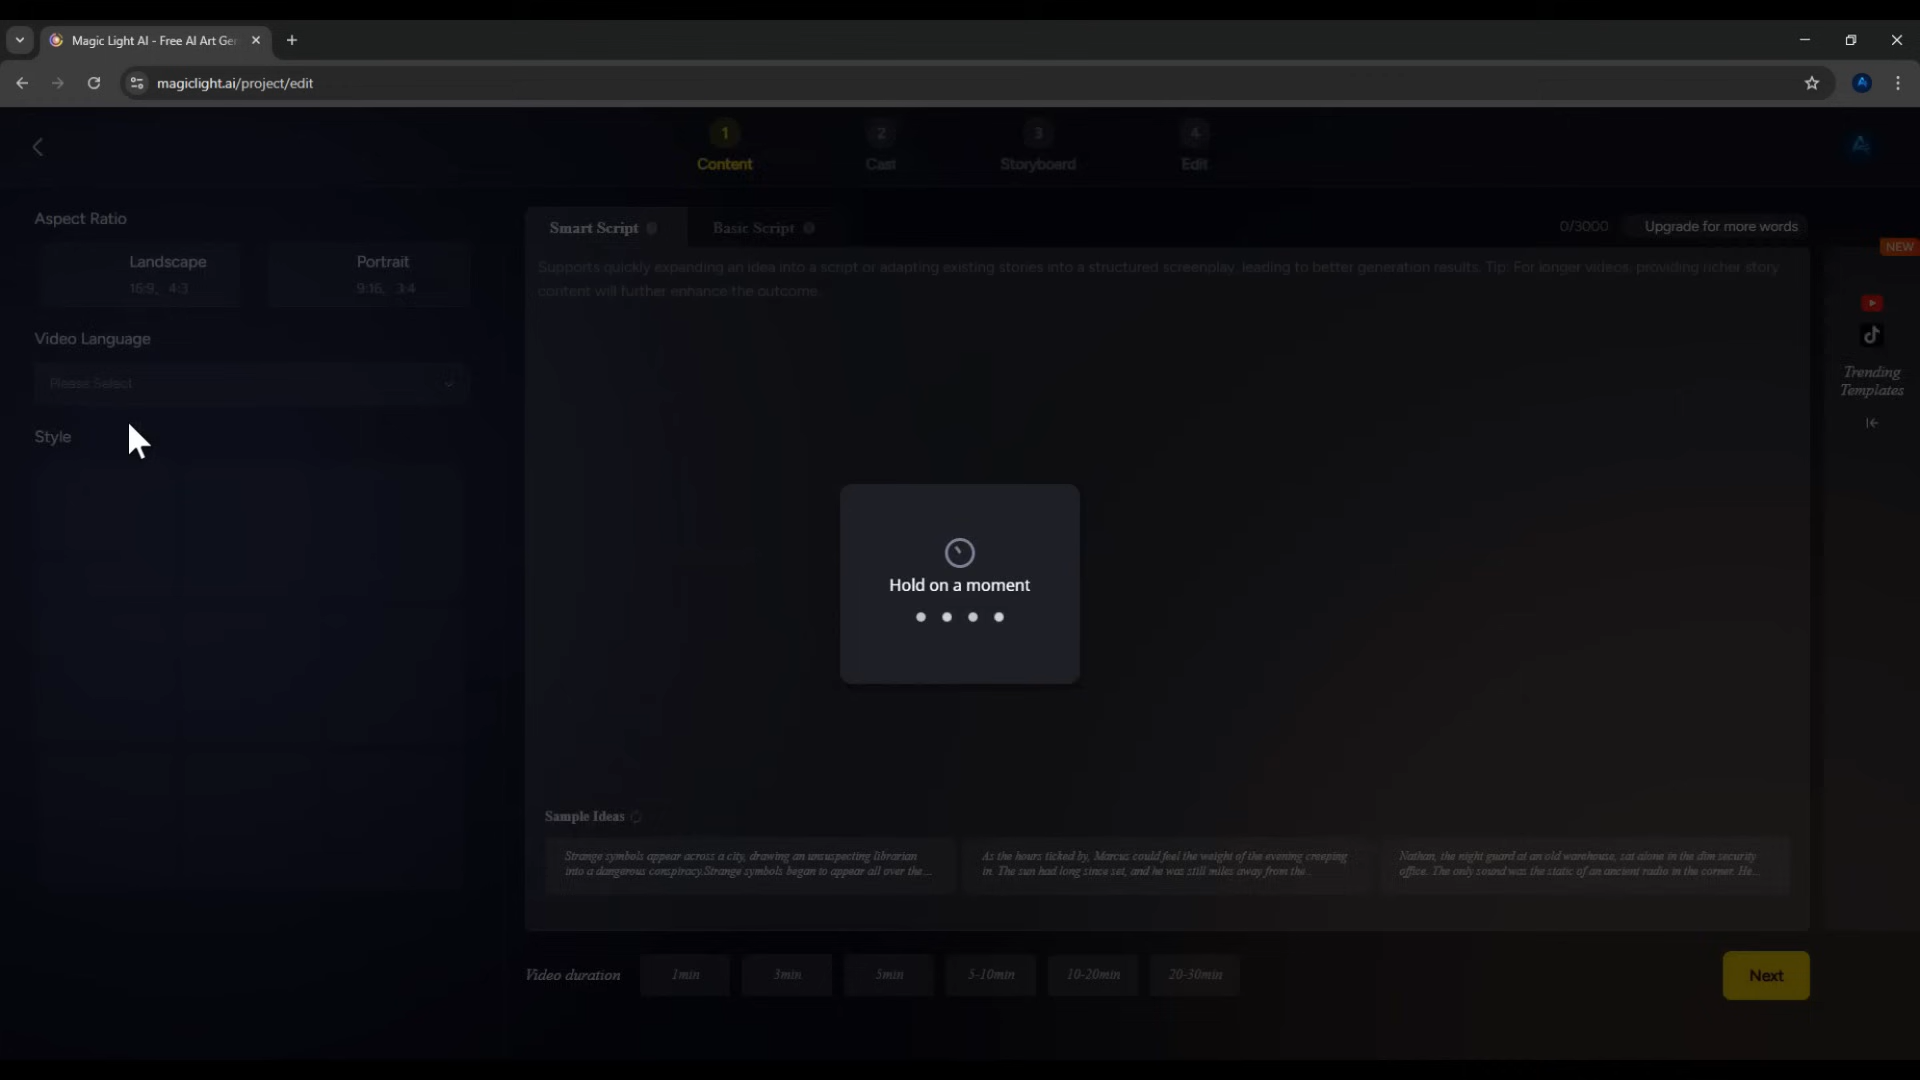 Magic Light AI - Free AI Art Gen
magiclight.ai/project/edit
1
2
3
4
Content
Cast
Storyboard
Edit
Aspect Ratio
Landscape
16:9, 4:3
Portrait
9:16, 3:4
Video Language
Please Select
Style
Smart Script
Basic Script
0/3000
Upgrade for more words
Supports quickly expanding an idea into a script or adapting existing stories into a structured screenplay, leading to better generation results. Tip: For longer videos, providing richer story
content will further enhance the outcome.
NEW
Trending
Templates
Hold on a moment
Sample Ideas
Strange symbols appear across a city, drawing an unsuspecting librarian
into a dangerous conspiracy.Strange symbols began to appear all over the...
As the hours ticked by, Marcus could feel the weight of the evening creeping
in. The sun had long since set, and he was still miles away from the...
Nathan, the night guard at an old warehouse, sat alone in the dim security
office. The only sound was the static of an ancient radio in the corner. He...
Video duration
1min
3min
5min
5-10min
10-20min
20-30min
Next